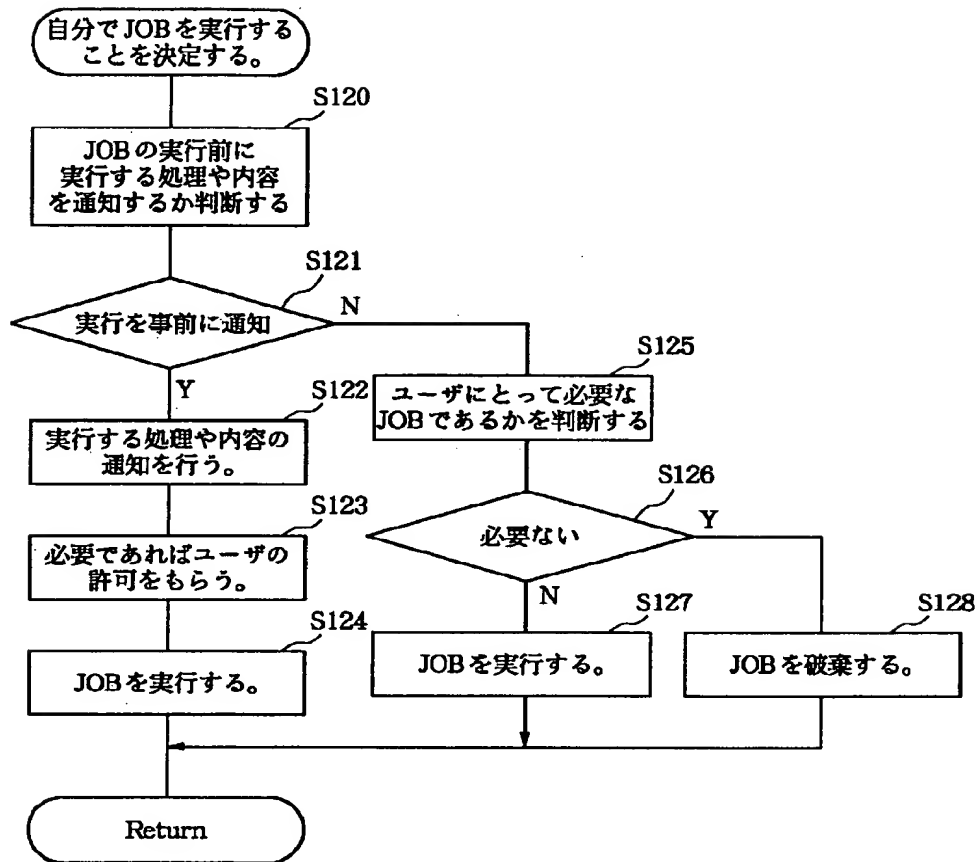 自分でJOBを実行する
ことを決定する。
S120
JOBの実行前に
実行する処理や内容
を通知するか判断する
S121
実行を事前に通知
N
Y
S122
実行する処理や内容の
通知を行う。
S123
必要であればユーザの
許可をもらう。
S124
JOBを実行する。
S125
ユーザにとって必要な
JOBであるかを判断する
S126
必要ない
Y
N
S127
JOBを実行する。
S128
JOBを破棄する。
Return